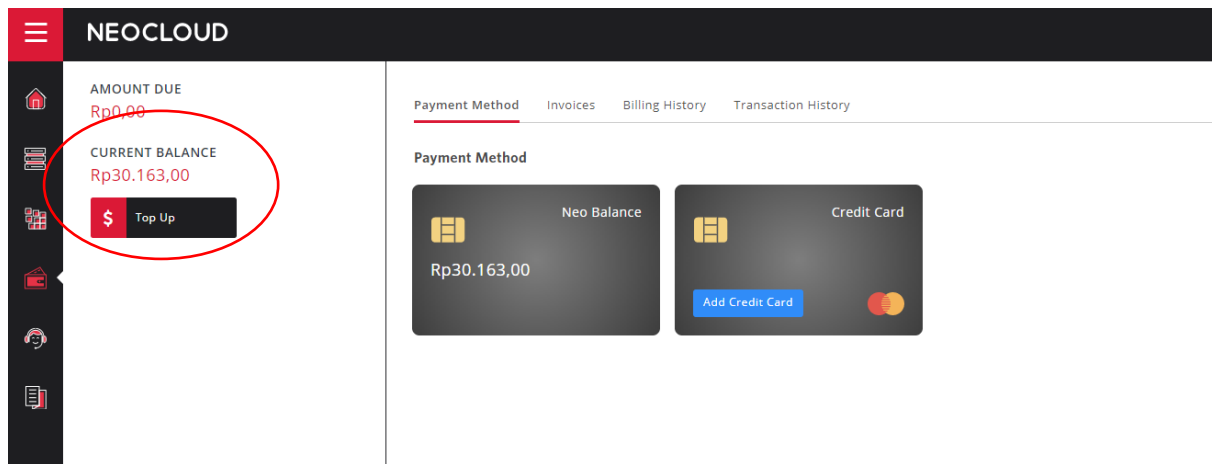 NEOCLOUD
AMOUNT DUE
Rp0,00
CURRENT BALANCE
Rp30.163,00
$ Top Up
Payment Method Invoices Billing History Transaction History
Payment Method
Neo Balance
Rp30.163,00
Credit Card
Add Credit Card